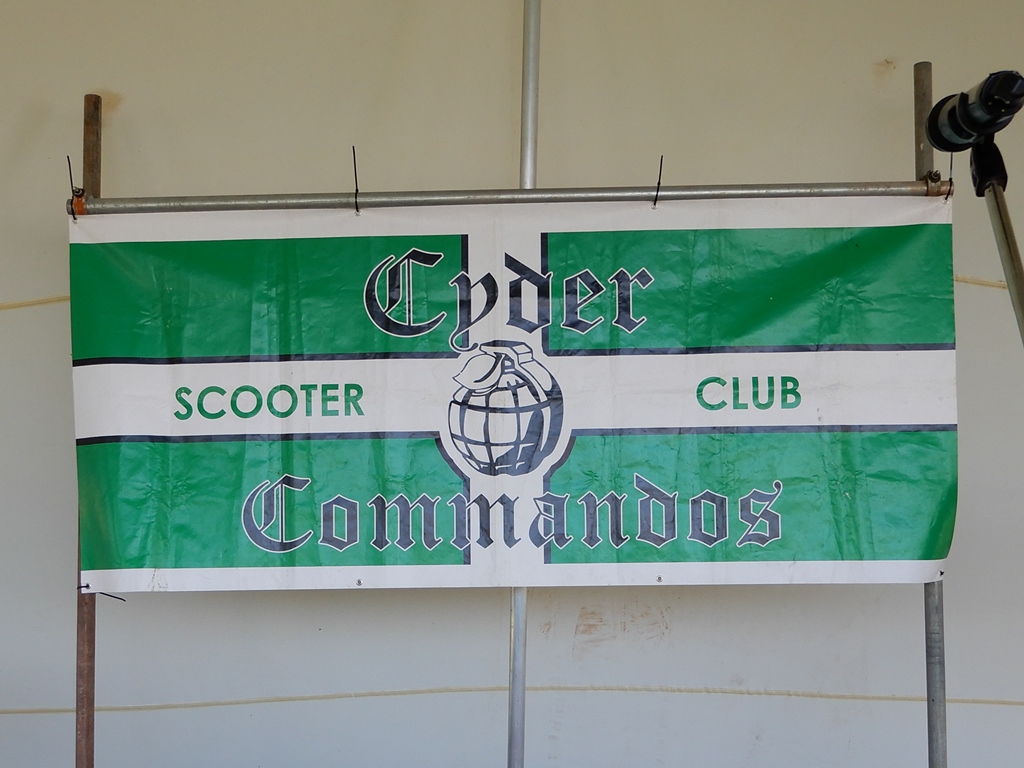 Cyder
SCOOTER CLUB
Commandos